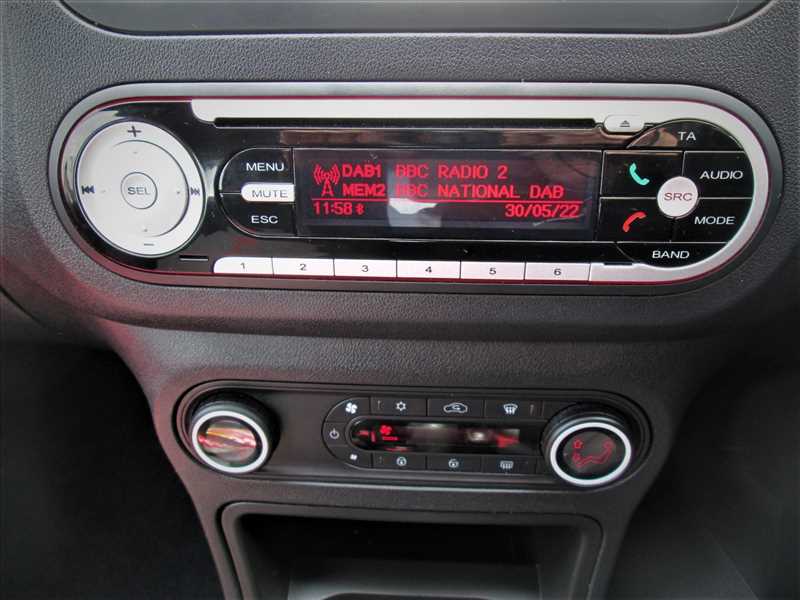 SEL
MENU
MUTE
ESC
DAB1 BBC RADIO 2
MEM2 BBC NATIONAL DAB
11:58 30/05/22
TA
AUDIO
SRC
MODE
BAND
1 2 3 4 5 6